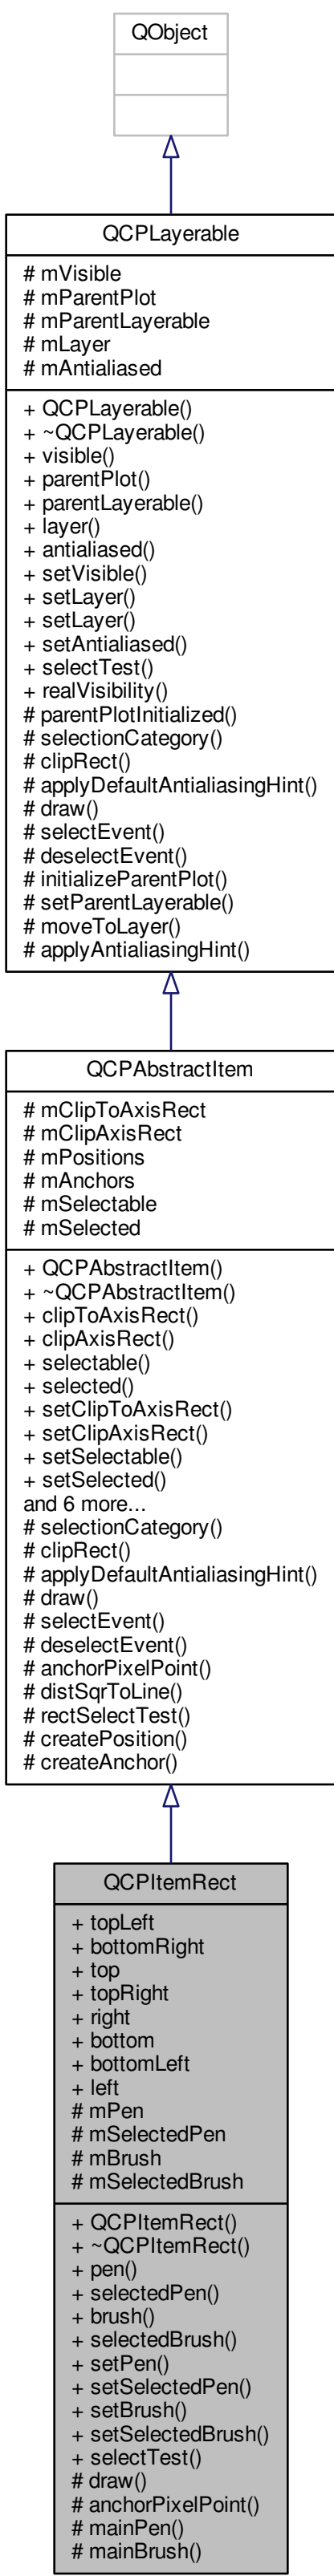 QObject
QCPLayerable
# mVisible
# mParentPlot
# mParentLayerable
# mLayer
# mAntialiased
+ QCPLayerable()
+ ~QCPLayerable()
+ visible()
+ parentPlot()
+ parentLayerable()
+ layer()
+ antialiased()
+ setVisible()
+ setLayer()
+ setLayer()
+ setAntialiased()
+ selectTest()
+ realVisibility()
# parentPlotInitialized()
# selectionCategory()
# clipRect()
# applyDefaultAntialiasingHint()
# draw()
# selectEvent()
# deselectEvent()
# initializeParentPlot()
# setParentLayerable()
# moveToLayer()
# applyAntialiasingHint()
QCPAbstractItem
# mClipToAxisRect
# mClipAxisRect
# mPositions
# mAnchors
# mSelectable
# mSelected
+ QCPAbstractItem()
+ ~QCPAbstractItem()
+ clipToAxisRect()
+ clipAxisRect()
+ selectable()
+ selected()
+ setClipToAxisRect()
+ setClipAxisRect()
+ setSelectable()
+ setSelected()
and 6 more...
# selectionCategory()
# clipRect()
# applyDefaultAntialiasingHint()
# draw()
# selectEvent()
# deselectEvent()
# anchorPixelPoint()
# distSqrToLine()
# rectSelectTest()
# createPosition()
# createAnchor()
QCPItemRect
+ topLeft
+ bottomRight
+ top
+ topRight
+ right
+ bottom
+ bottomLeft
+ left
# mPen
# mSelectedPen
# mBrush
# mSelectedBrush
+ QCPItemRect()
+ ~QCPItemRect()
+ pen()
+ selectedPen()
+ brush()
+ selectedBrush()
+ setPen()
+ setSelectedPen()
+ setBrush()
+ setSelectedBrush()
+ selectTest()
# draw()
# anchorPixelPoint()
# mainPen()
# mainBrush()